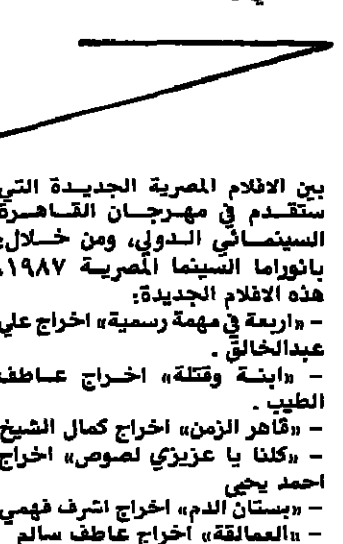 بين الافلام المصرية الجديدة التي
ستقدم في مهرجان القاهرة
السينمائي الدولي، ومن خلال
بانوراما السينما المصرية ١٩٨٧،
هذه الافلام الجديدة:
– «اربعة في مهمة رسمية» اخراج علي
عبدالخالق .
– «ابنة وقتلة» اخراج عاطف
الطيب .
– «قاهر الزمن» اخراج كمال الشيخ
– «كلنا يا عزيزي لصوص» اخراج
احمد يحيى
– «بستان الدم» اخراج اشرف فهمي
– «العمالقة» اخراج عاطف سالم